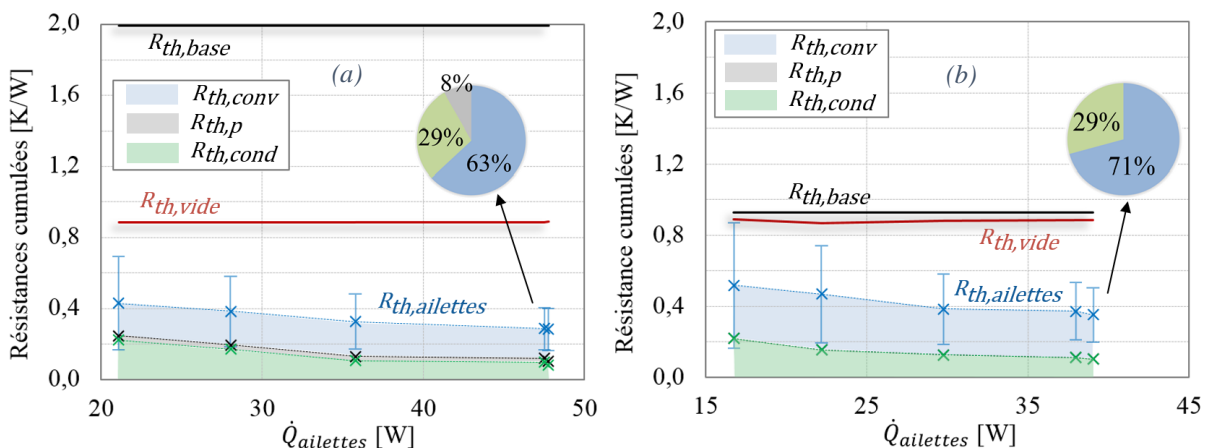 Résistances cumulées [K/W]
2,0
1,6
1,2
0,8
0,4
0,0
R_th,base
(a)
R_th,conv
R_th,p
R_th,cond
8%
29%
63%
R_th,vide
R_th,ailettes
20 30 40 50
Q̇_ailettes [W]
Résistance cumulées [K/W]
2,0
1,6
1,2
0,8
0,4
0,0
R_th,conv
R_th,p
R_th,cond
(b)
29%
71%
R_th,base
R_th,vide
R_th,ailettes
15 25 35 45
Q̇_ailettes [W]